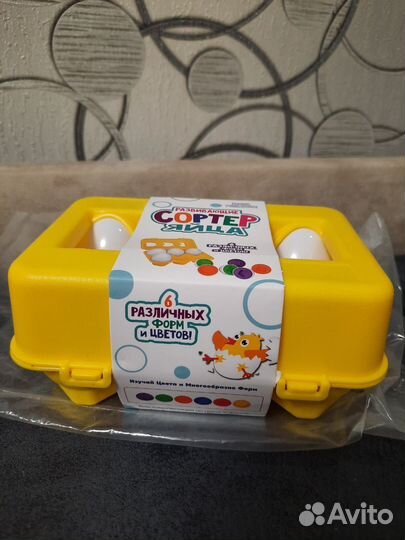 РАЗВИВАЮЩИЕ
СОРТЕР
ЯЙЦА
6
РАЗЛИЧНЫХ
ФОРМ
И ЦВЕТОВ!
Изучай Цвета и Многообразие Форм
Avito